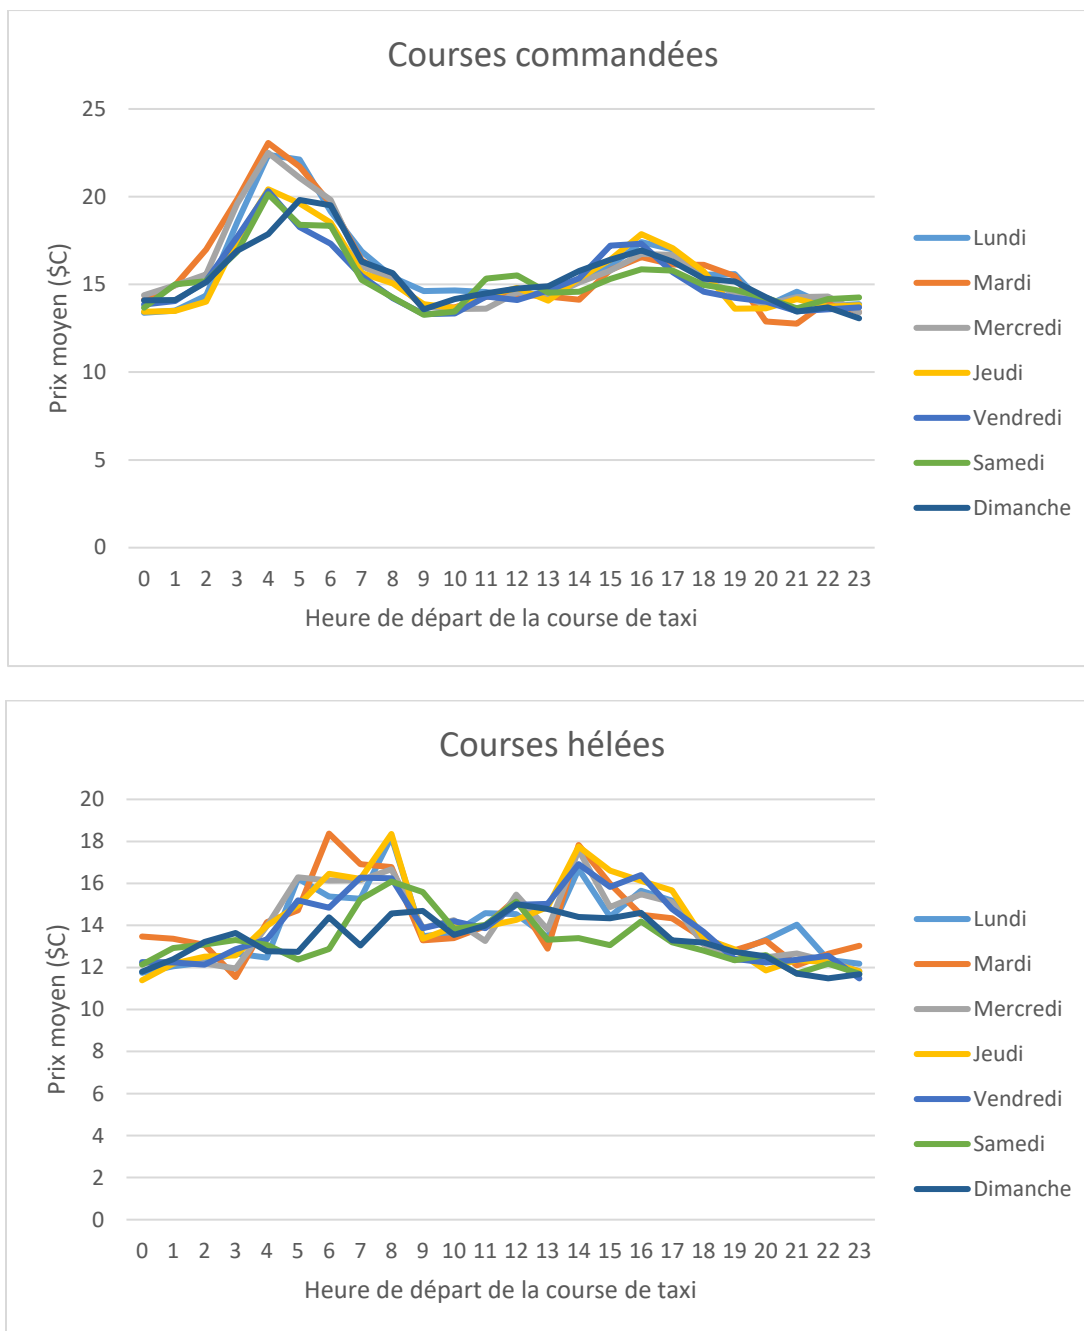 Courses commandées
25
20
15
10
5
0
Prix moyen ($C)
0 1 2 3 4 5 6 7 8 9 10 11 12 13 14 15 16 17 18 19 20 21 22 23
Heure de départ de la course de taxi
Lundi
Mardi
Mercredi
Jeudi
Vendredi
Samedi
Dimanche
Courses hélées
20
18
16
14
12
10
8
6
4
2
0
Prix moyen ($C)
0 1 2 3 4 5 6 7 8 9 10 11 12 13 14 15 16 17 18 19 20 21 22 23
Heure de départ de la course de taxi
Lundi
Mardi
Mercredi
Jeudi
Vendredi
Samedi
Dimanche